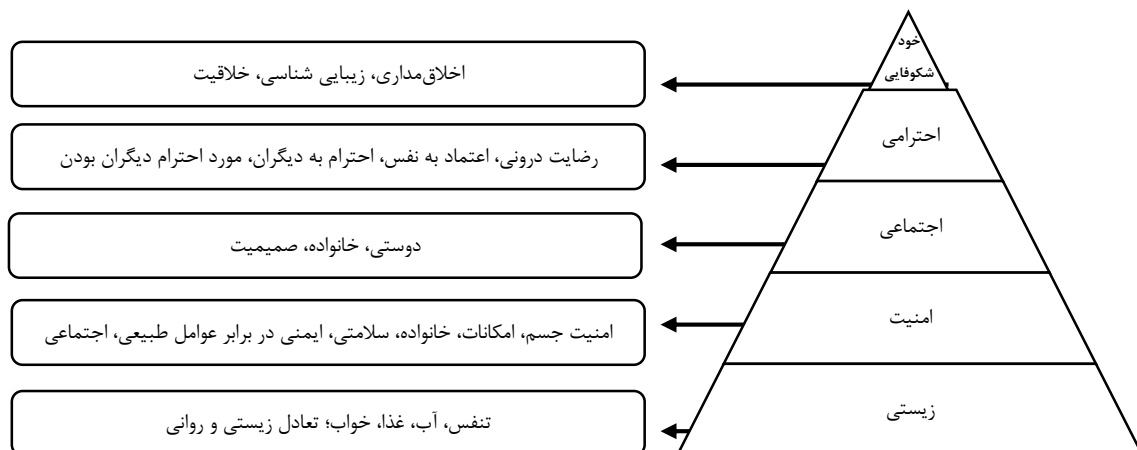 خود
شکوفایی
اخلاق‌مداری، زیبایی شناسی، خلاقیت
احترامی
رضایت درونی، اعتماد به نفس، احترام به دیگران، مورد احترام دیگران بودن
اجتماعی
دوستی، خانواده، صمیمیت
امنیت
امنیت جسم، امکانات، خانواده، سلامتی، ایمنی در برابر عوامل طبیعی، اجتماعی
زیستی
تنفس، آب، غذا، خواب؛ تعادل زیستی و روانی